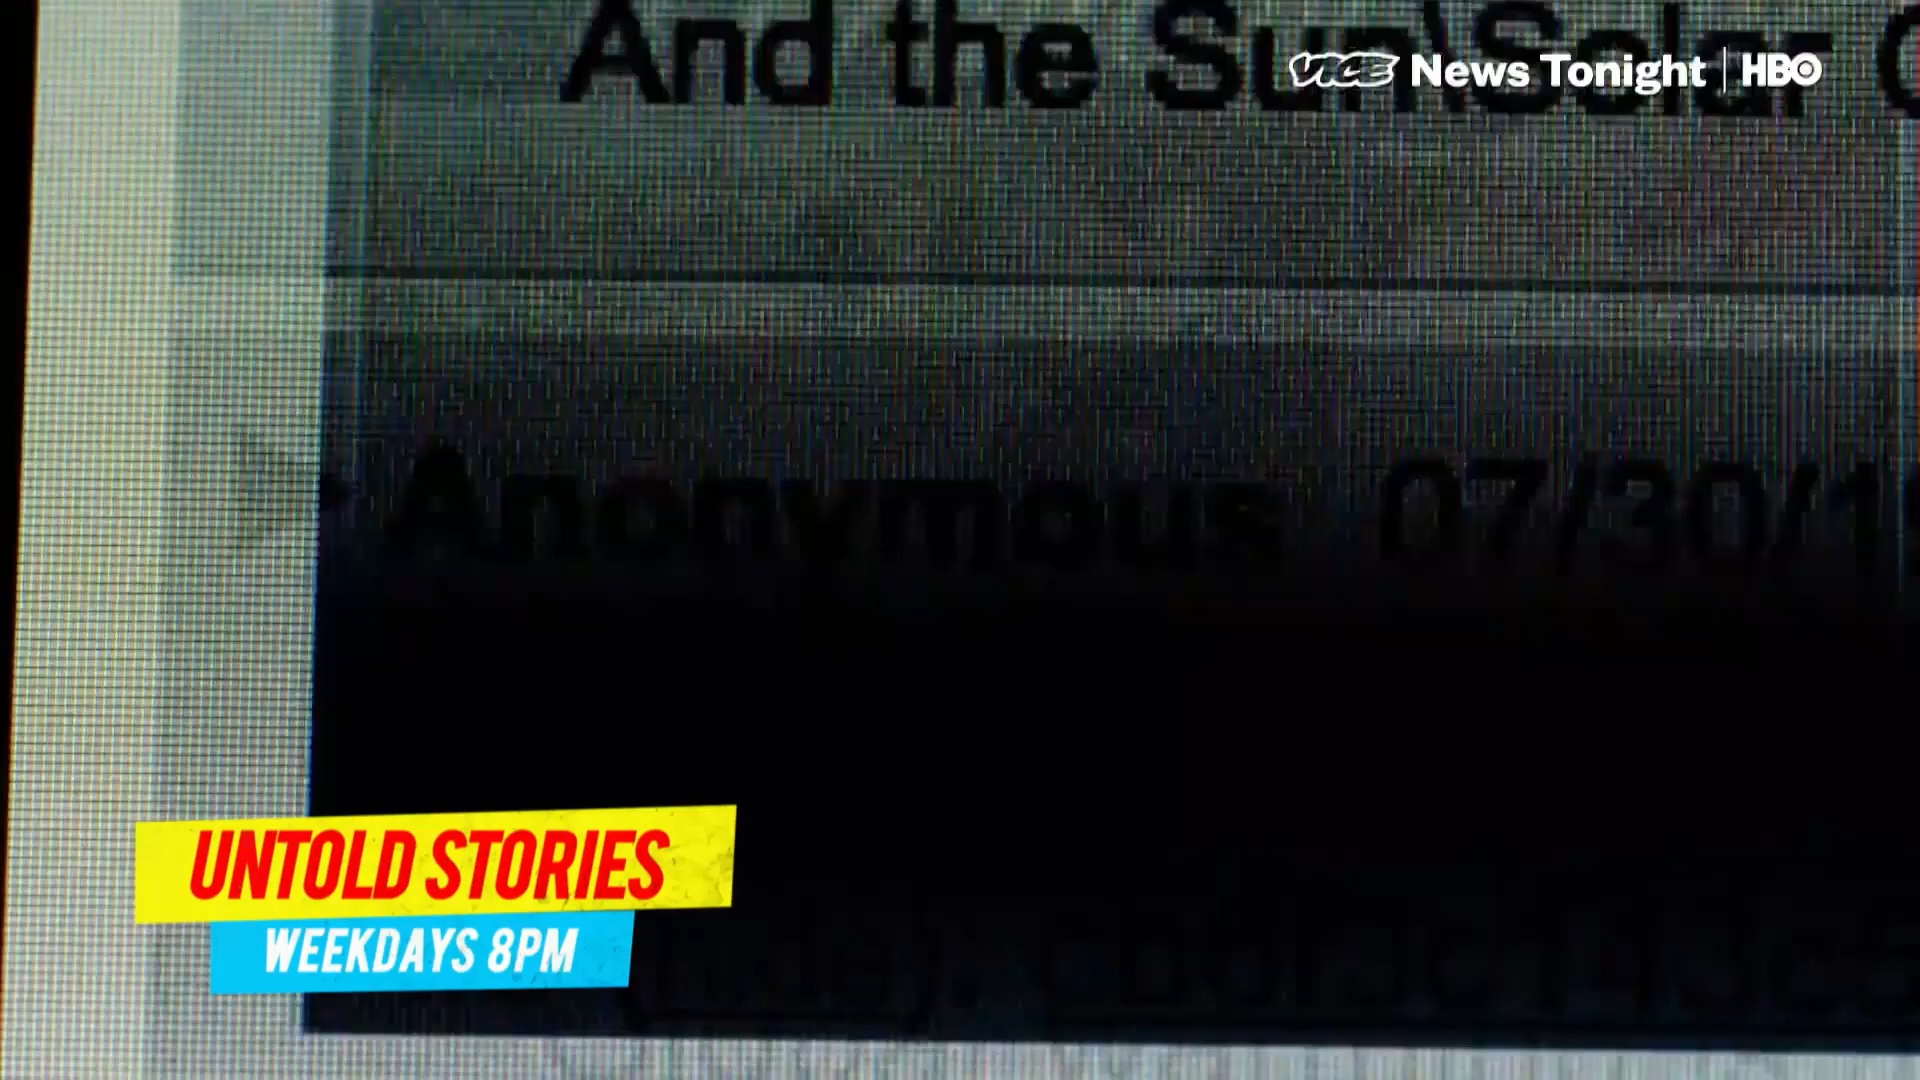 And the Sun\Solar
VICE News Tonight | HBO
Anonymous 07/30/1
UNTOLD STORIES
WEEKDAYS 8PM